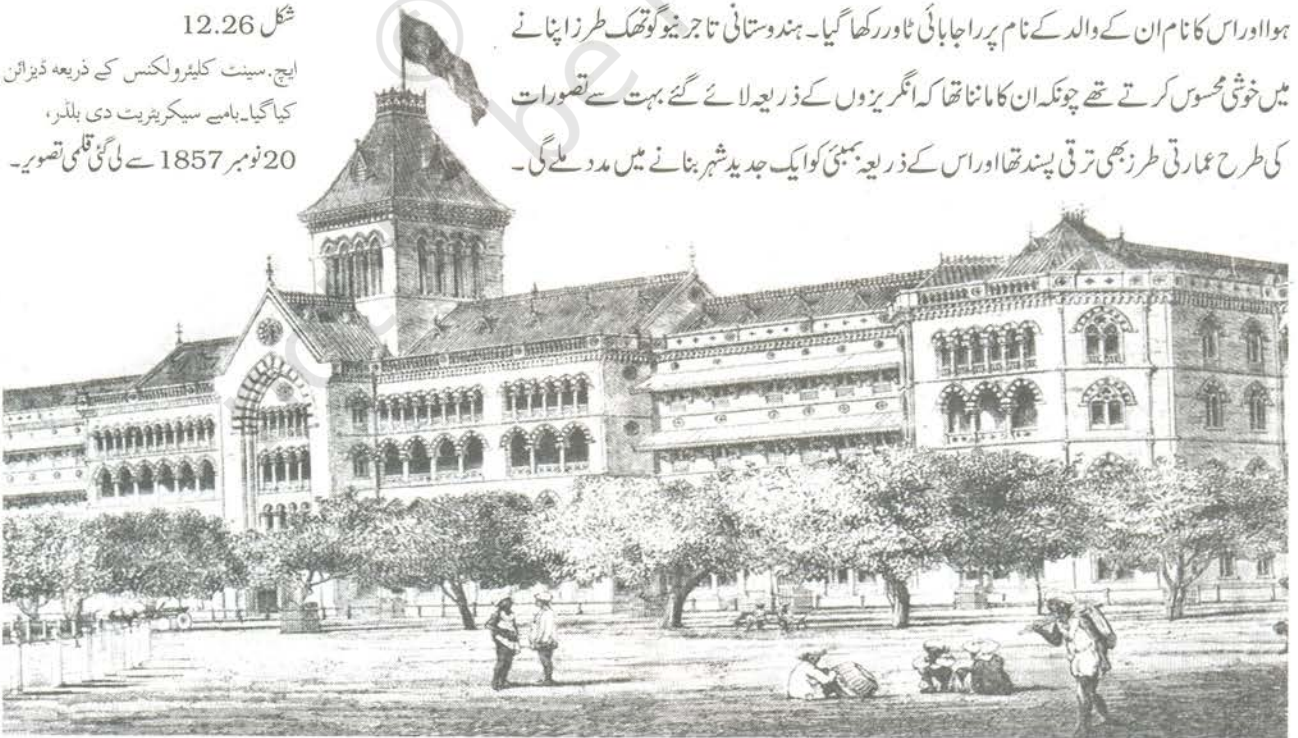 ہوا اور اس کا نام ان کے والد کے نام پر راجا بائی ٹاور رکھا گیا۔ ہندوستانی تاجر نیو گوتھک طرز اپنانے
میں خوشی محسوس کرتے تھے چونکہ ان کا ماننا تھا کہ انگریزوں کے ذریعہ لائے گئے بہت سے تصورات
کی طرح عمارتی طرز بھی ترقی پسند تھا اور اس کے ذریعہ بمبئی کو ایک جدید شہر بنانے میں مدد ملے گی۔
شکل 12.26
ایچ۔سینٹ کلیئرولکنس کے ذریعہ ڈیزائن
کیا گیا۔بامبے سیکریٹریٹ دی بلڈر،
20 نومبر 1857 سے لی گئی قلمی تصویر۔
© be